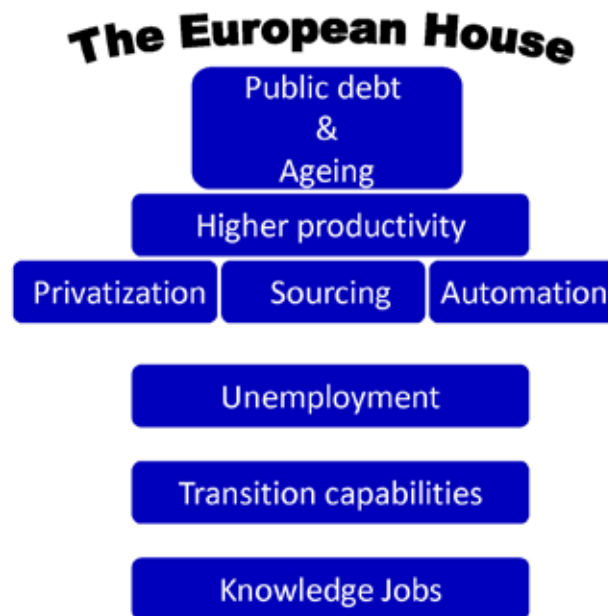 The European House
Public debt
&
Ageing
Higher productivity
Privatization
Sourcing
Automation
Unemployment
Transition capabilities
Knowledge Jobs